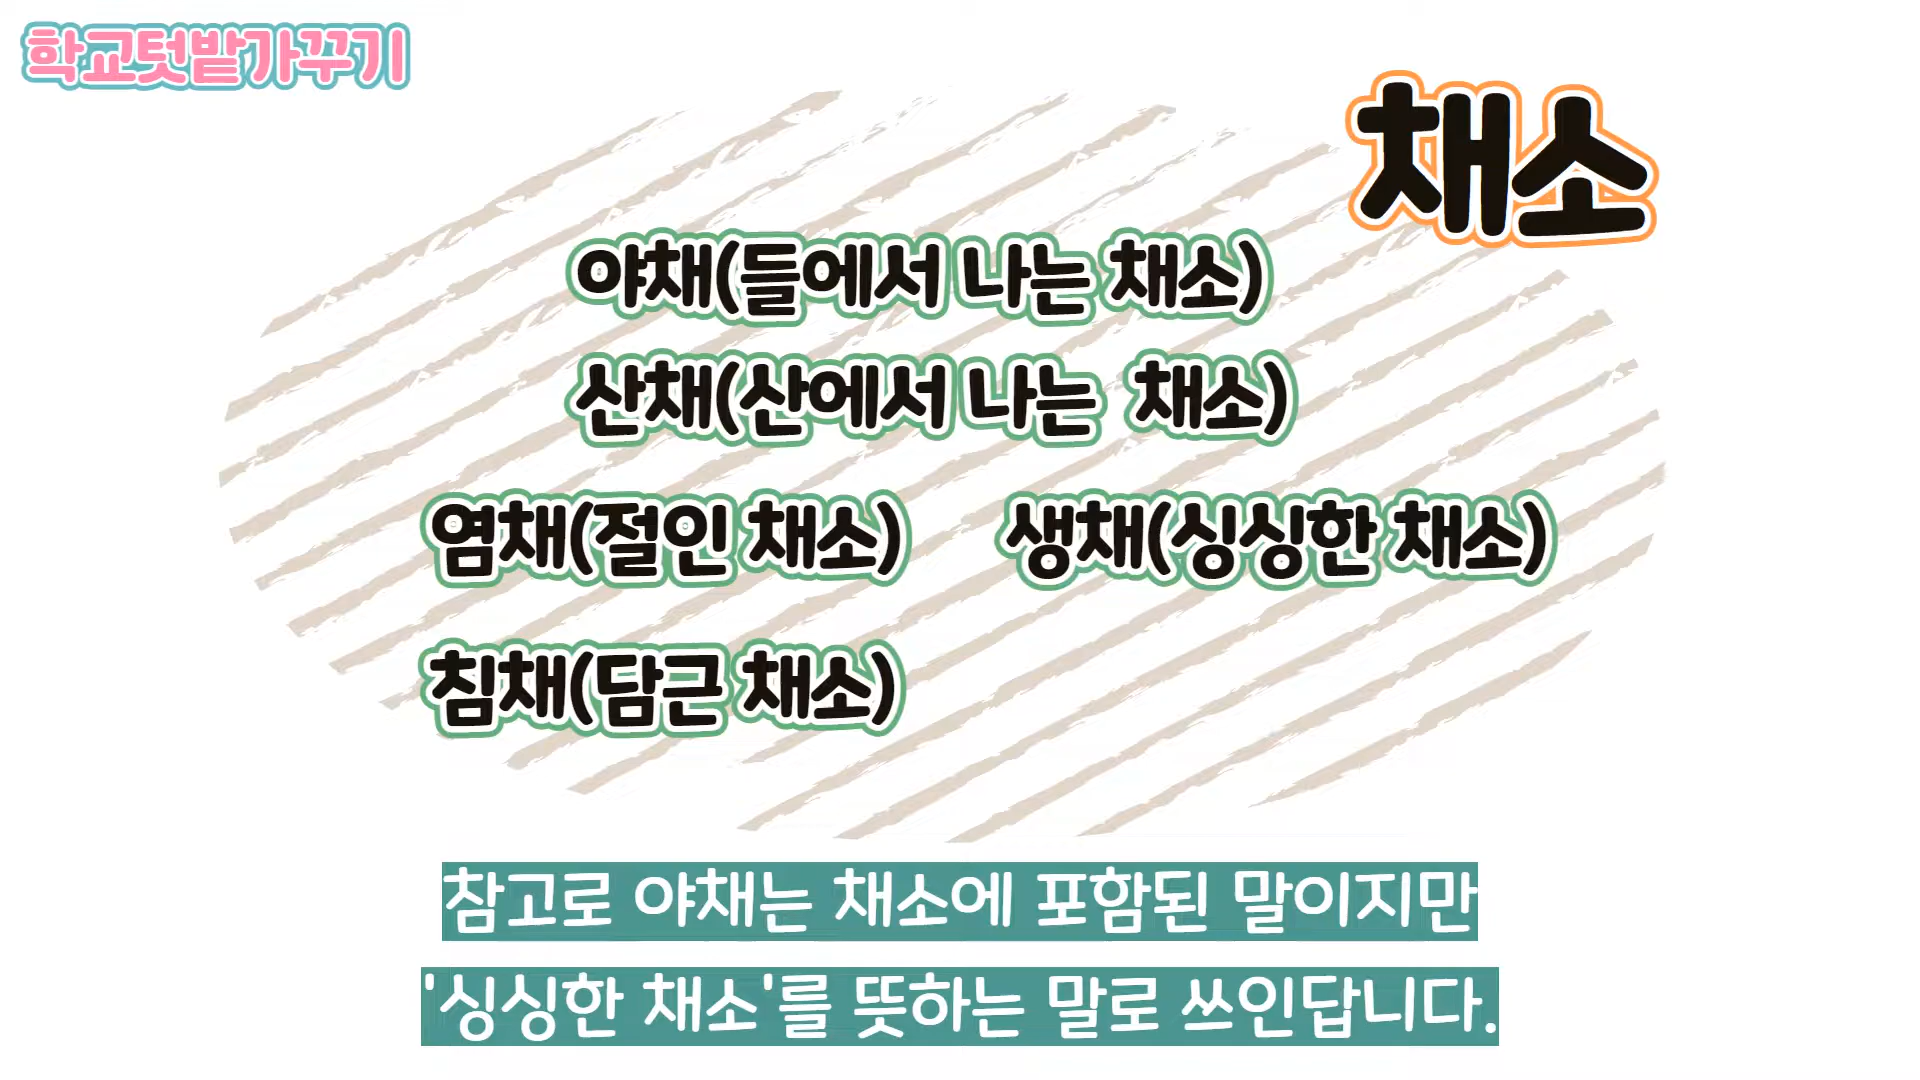 학교텃밭가꾸기
채소
야채(들에서 나는 채소)
산채(산에서 나는 채소)
염채(절인 채소) 생채(싱싱한 채소)
침채(담근 채소)
참고로 야채는 채소에 포함된 말이지만
'싱싱한 채소'를 뜻하는 말로 쓰인답니다.